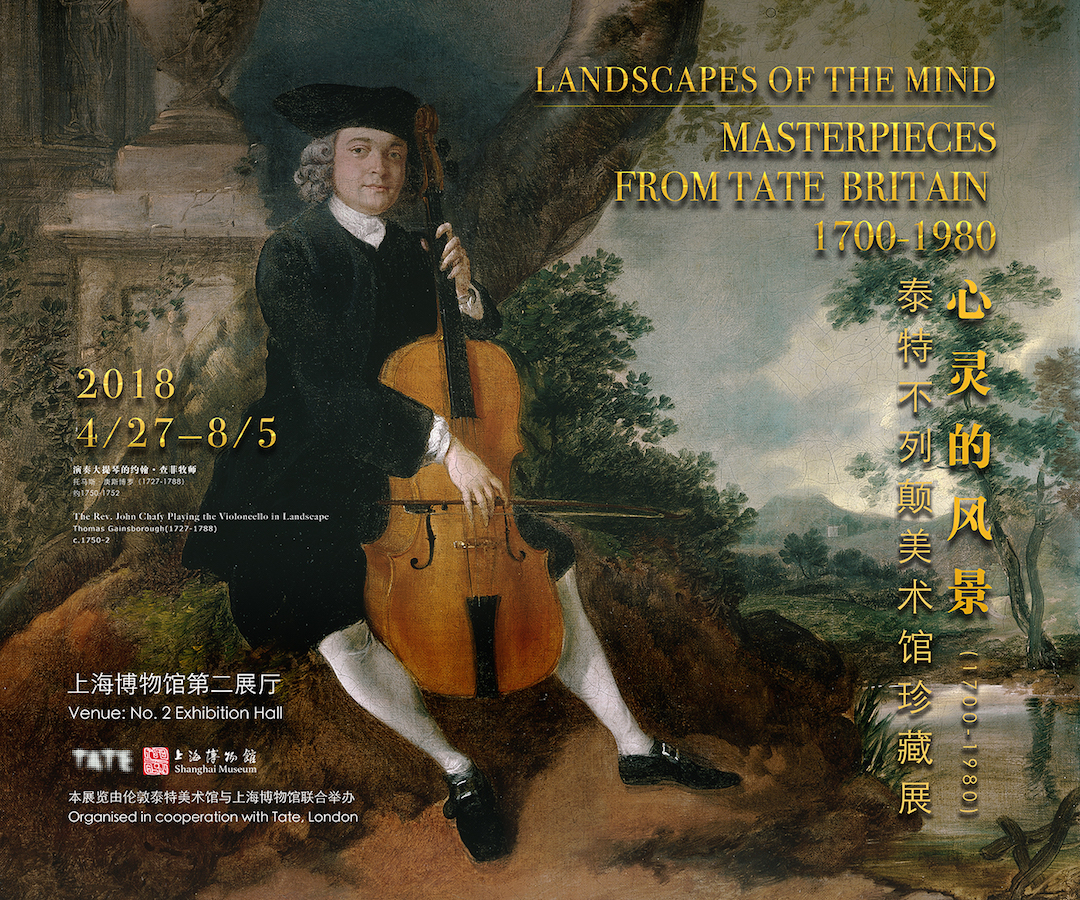 LANDSCAPES OF THE MIND
MASTERPIECES
FROM TATE BRITAIN
1700-1980
心灵的风景
(1700-1980)
泰特不列颠美术馆珍藏展
2018
4/27–8/5
演奏大提琴的约翰·查菲牧师
托马斯·庚斯博罗 (1727-1788)
约1750-1752
The Rev. John Chafy Playing the Violoncello in Landscape
Thomas Gainsborough(1727-1788)
c.1750-2
上海博物馆第二展厅
Venue: No. 2 Exhibition Hall
TATE
上海博物館
Shanghai Museum
本展览由伦敦泰特美术馆与上海博物馆联合举办
Organised in cooperation with Tate, London